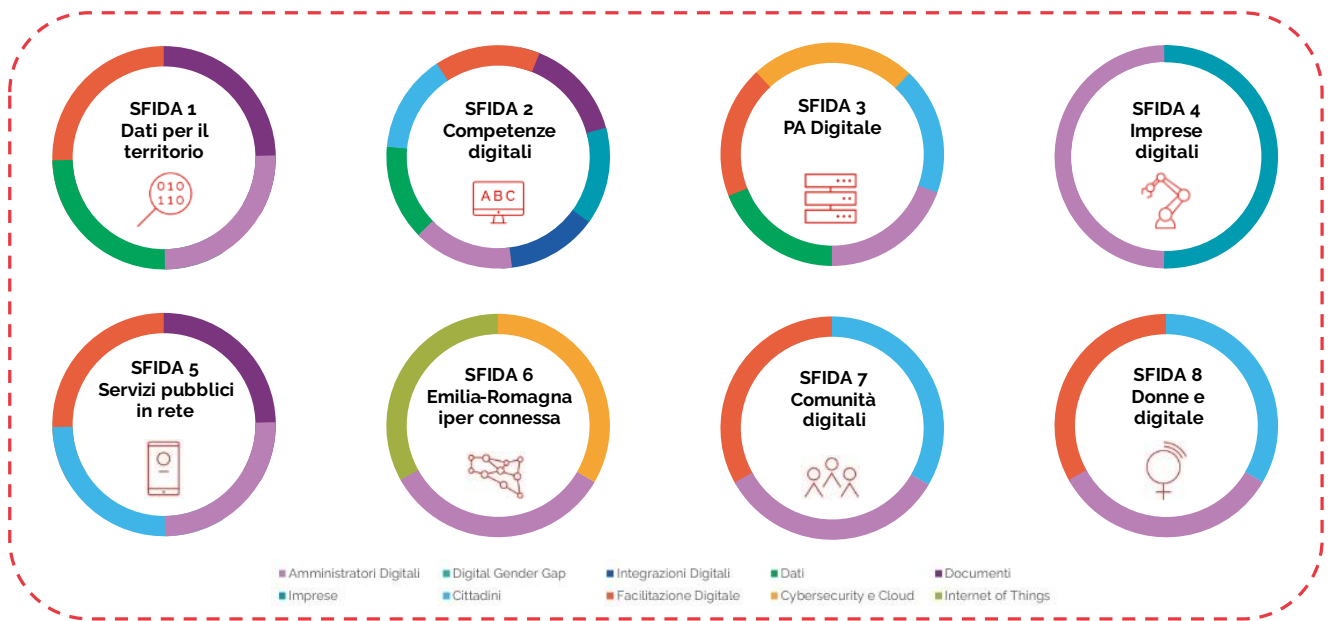 SFIDA 1
Dati per il
territorio
010
110
SFIDA 2
Competenze
digitali
ABC
SFIDA 3
PA Digitale
SFIDA 4
Imprese
digitali
SFIDA 5
Servizi pubblici
in rete
SFIDA 6
Emilia-Romagna
iper connessa
SFIDA 7
Comunità
digitali
SFIDA 8
Donne e
digitale
Amministratori Digitali
Digital Gender Gap
Integrazioni Digitali
Dati
Documenti
Imprese
Cittadini
Facilitazione Digitale
Cybersecurity e Cloud
Internet of Things